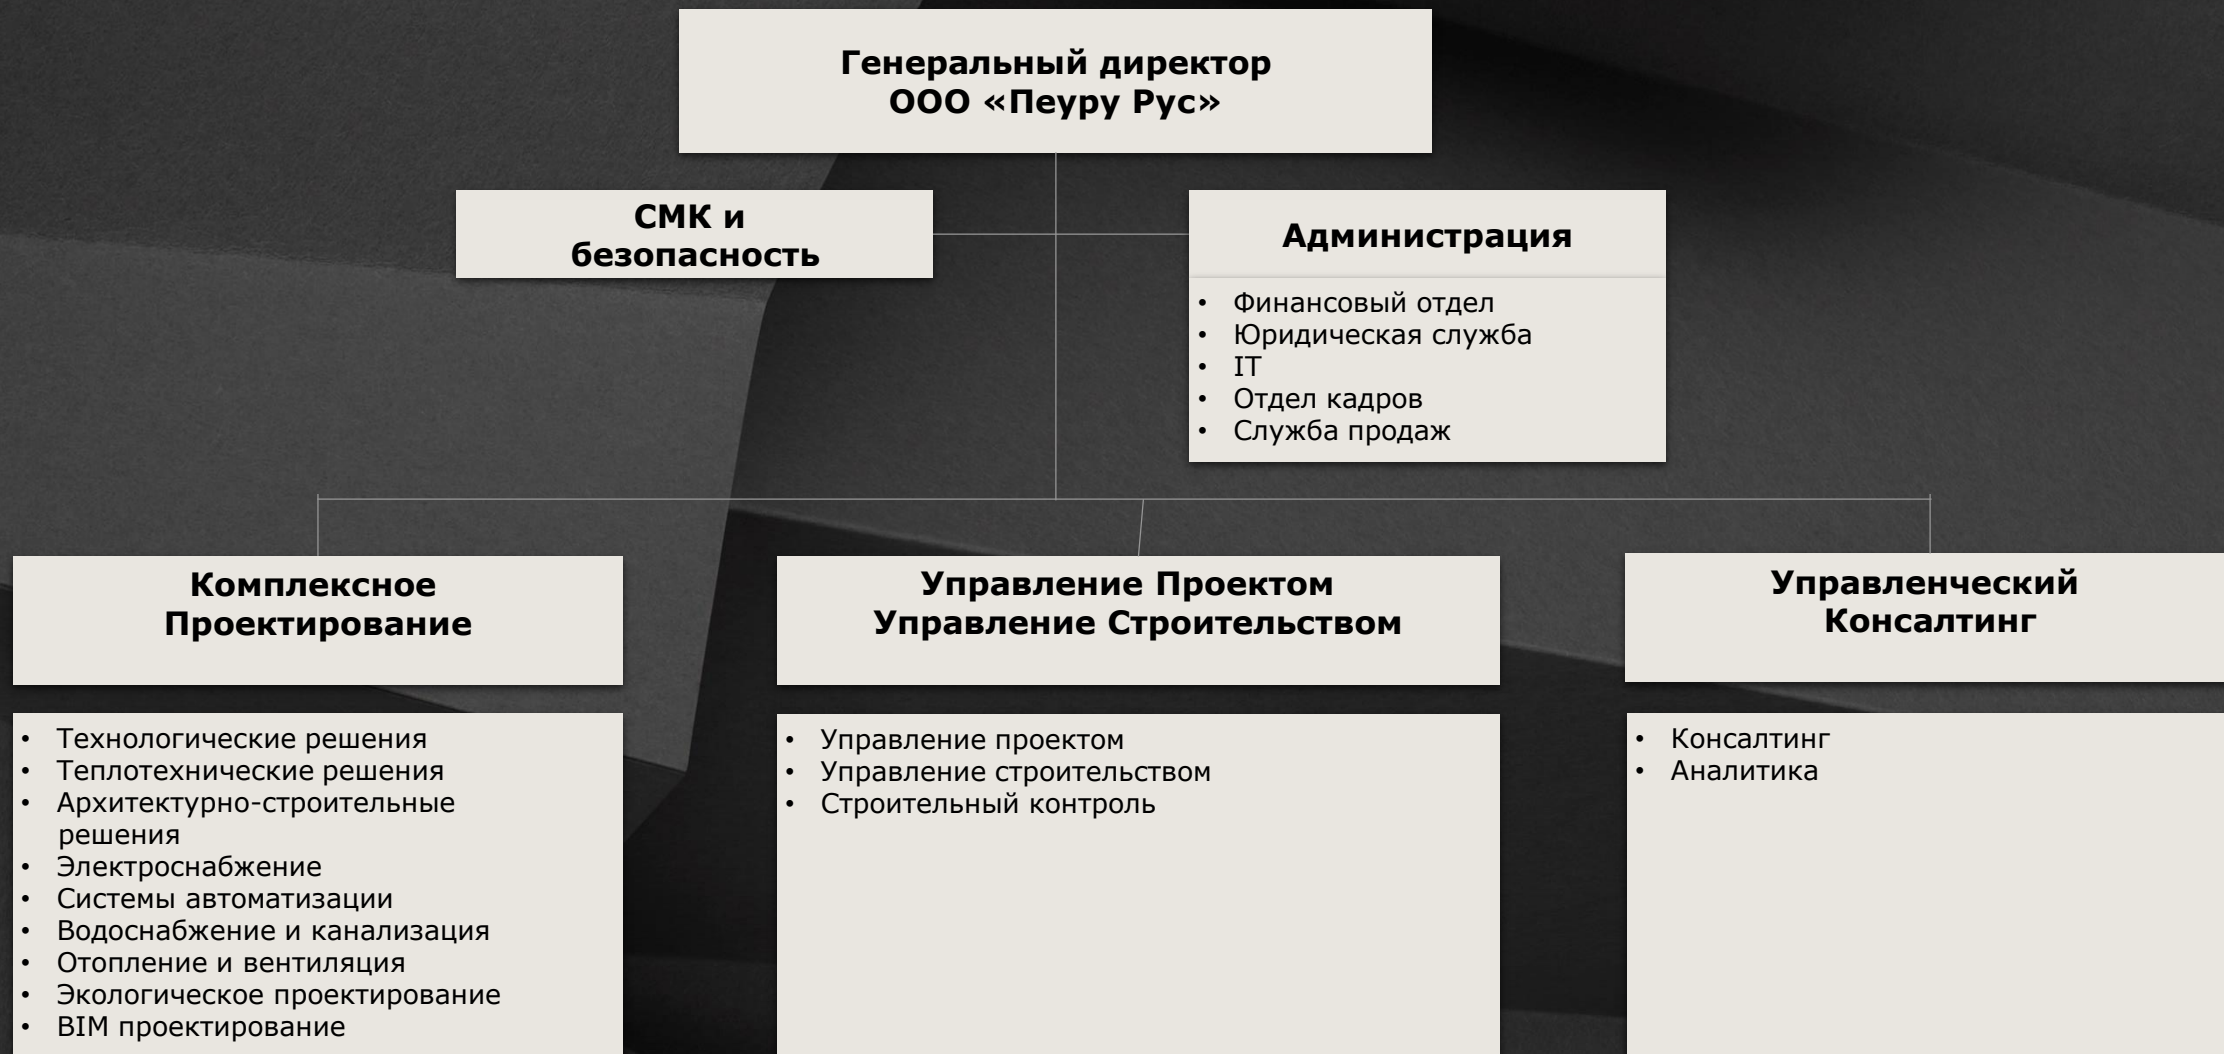 Генеральный директор
ООО «Пеуру Рус»
СМК и
безопасность
Администрация
• Финансовый отдел
• Юридическая служба
• IT
• Отдел кадров
• Служба продаж
Комплексное
Проектирование
Управление Проектом
Управление Строительством
Управленческий
Консалтинг
• Технологические решения
• Теплотехнические решения
• Архитектурно-строительные
решения
• Электроснабжение
• Системы автоматизации
• Водоснабжение и канализация
• Отопление и вентиляция
• Экологическое проектирование
• BIM проектирование
• Управление проектом
• Управление строительством
• Строительный контроль
• Консалтинг
• Аналитика